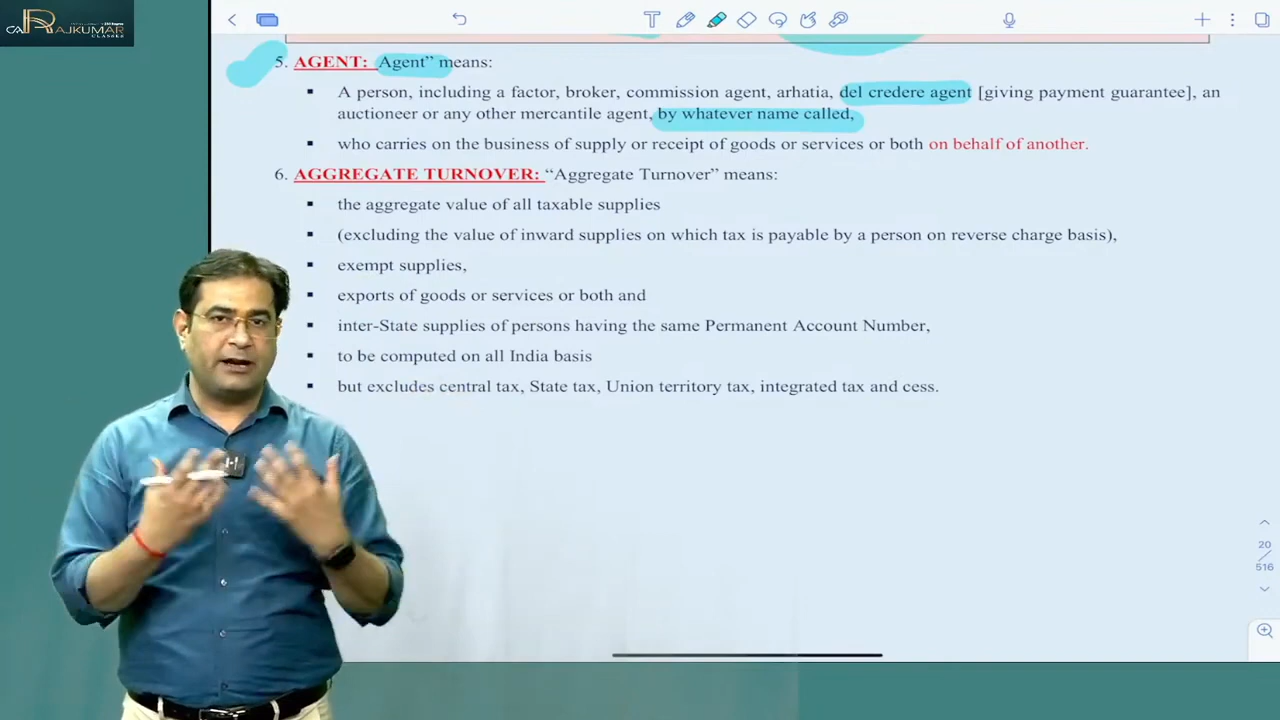 CA RAJKUMAR
CLASSES
5. AGENT: Agent” means:
▪ A person, including a factor, broker, commission agent, arhatia, del credere agent [giving payment guarantee], an
auctioneer or any other mercantile agent, by whatever name called,
▪ who carries on the business of supply or receipt of goods or services or both on behalf of another.
6. AGGREGATE TURNOVER: “Aggregate Turnover” means:
▪ the aggregate value of all taxable supplies
▪ (excluding the value of inward supplies on which tax is payable by a person on reverse charge basis),
▪ exempt supplies,
▪ exports of goods or services or both and
▪ inter-State supplies of persons having the same Permanent Account Number,
▪ to be computed on all India basis
▪ but excludes central tax, State tax, Union territory tax, integrated tax and cess.
20
516